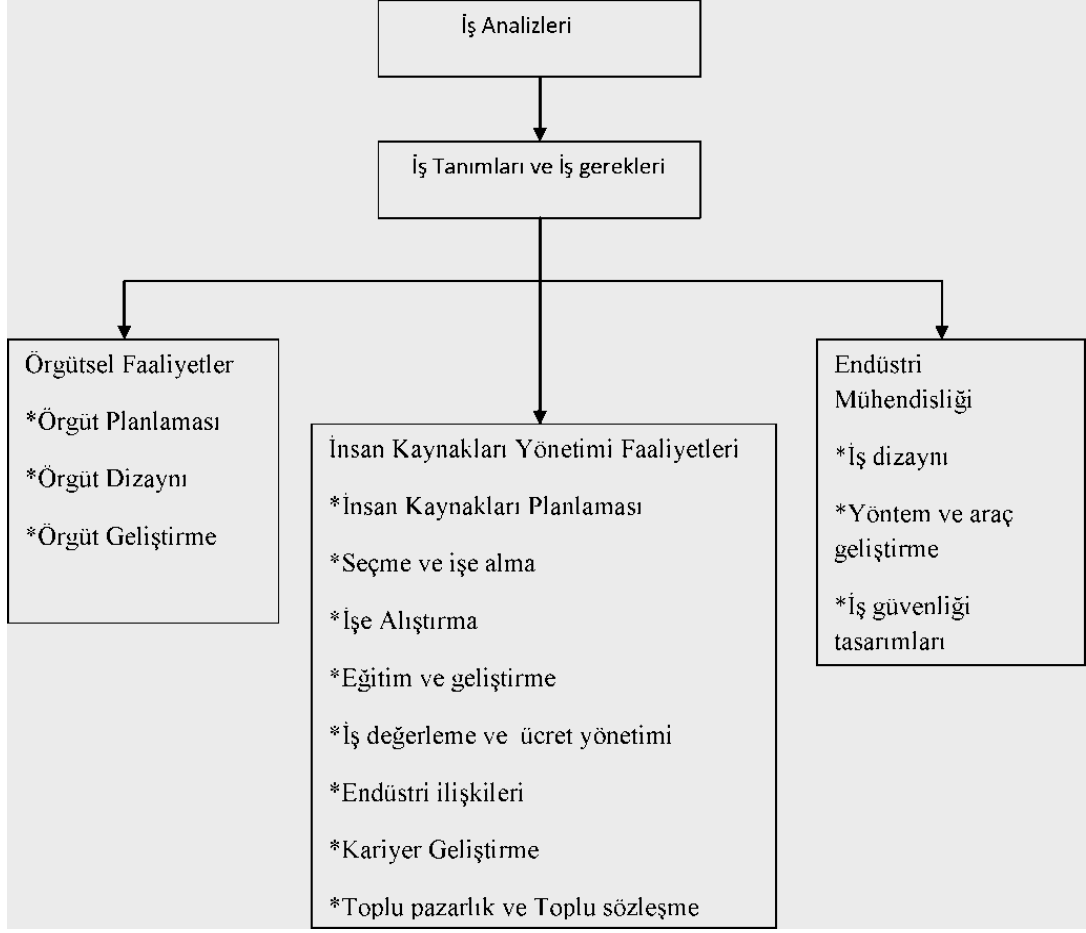 İş Analizleri
İş Tanımları ve İş gerekleri
Örgütsel Faaliyetler
*Örgüt Planlaması
*Örgüt Dizaynı
*Örgüt Geliştirme
İnsan Kaynakları Yönetimi Faaliyetleri
*İnsan Kaynakları Planlaması
*Seçme ve işe alma
*İşe Alıştırma
*Eğitim ve geliştirme
*İş değerleme ve ücret yönetimi
*Endüstri ilişkileri
*Kariyer Geliştirme
*Toplu pazarlık ve Toplu sözleşme
Endüstri
Mühendisliği
*İş dizaynı
*Yöntem ve araç
geliştirme
*İş güvenliği
tasarımları